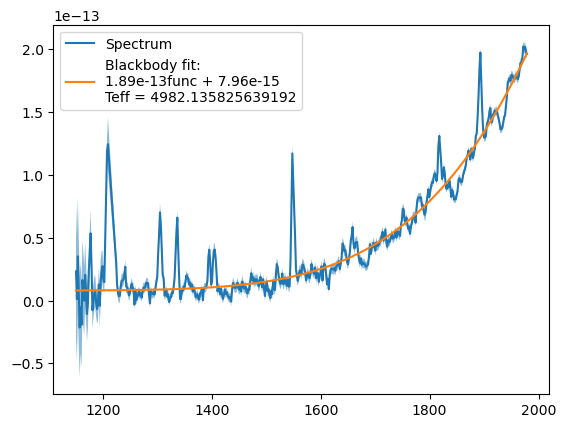 1e−13
2.0
1.5
1.0
0.5
0.0
−0.5
Spectrum
Blackbody fit:
1.89e-13func + 7.96e-15
Teff = 4982.135825639192
1200 1400 1600 1800 2000